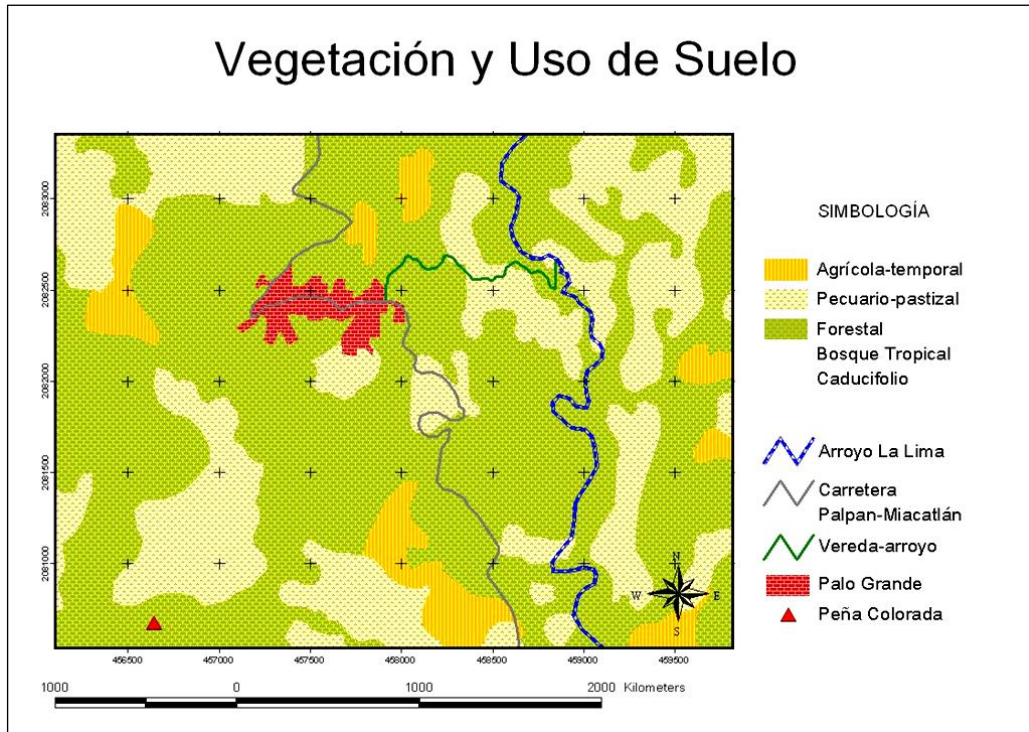 Vegetación y Uso de Suelo
SIMBOLOGÍA
Agrícola-temporal
Pecuario-pastizal
Forestal
Bosque Tropical
Caducifolio
Arroyo La Lima
Carretera
Palpan-Miacatlán
Vereda-arroyo
Palo Grande
Peña Colorada
2083000
2082500
2082000
2081500
2081000
N
W E
S
456500 457000 457500 458000 458500 459000 459500
1000 0 1000 2000 Kilometers